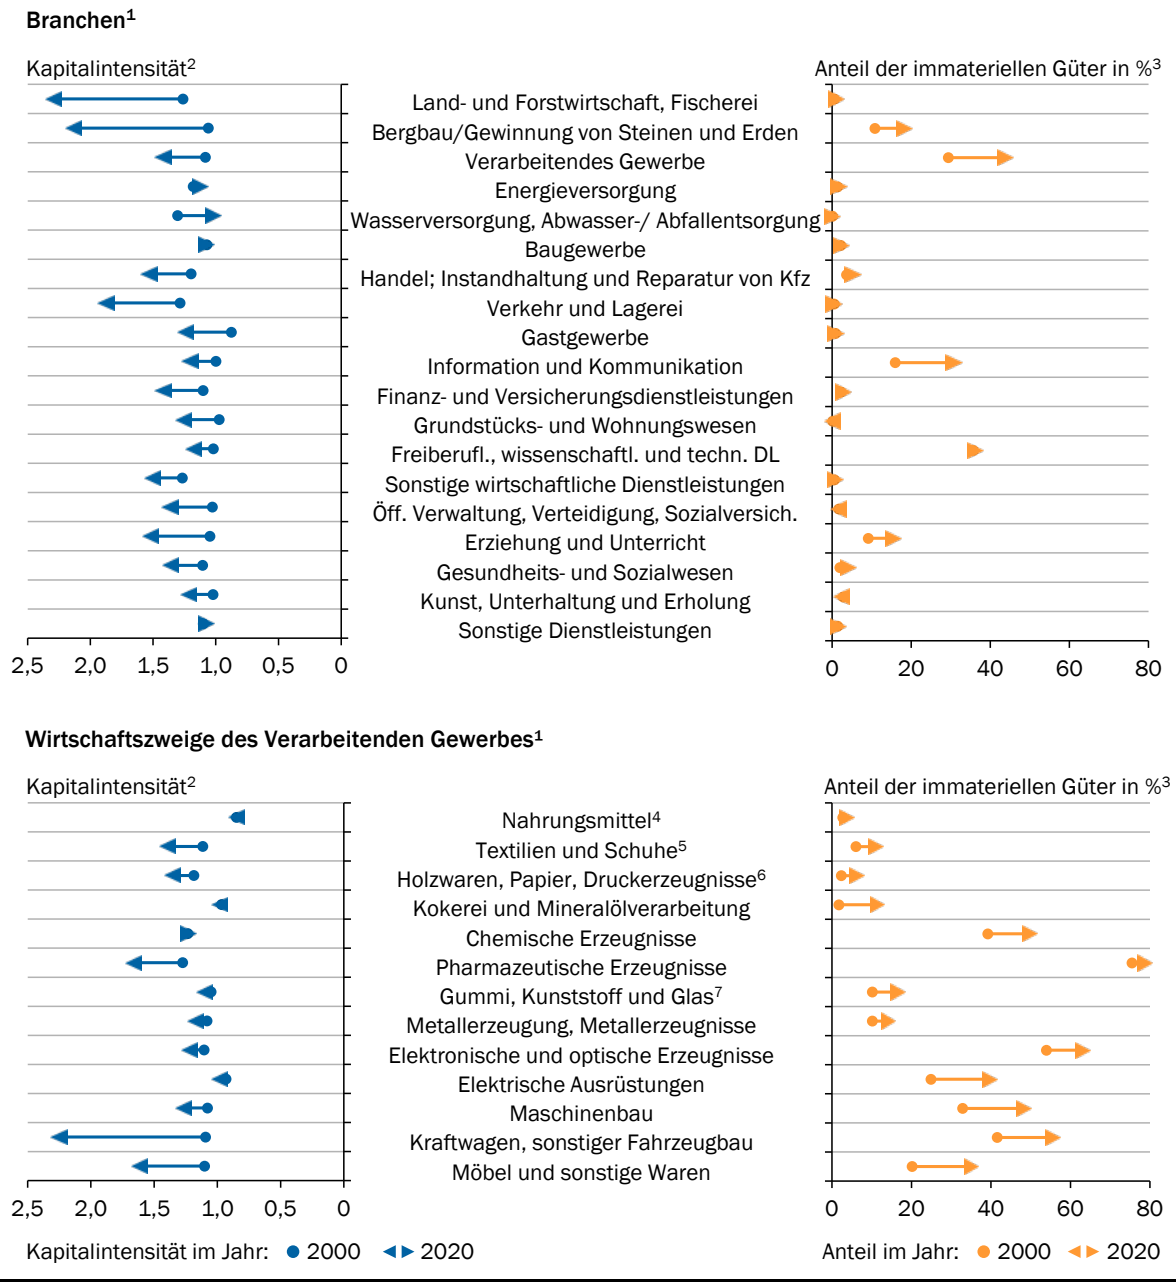 Branchen¹
Kapitalintensität²
Anteil der immateriellen Güter in %³
Land- und Forstwirtschaft, Fischerei
Bergbau/Gewinnung von Steinen und Erden
Verarbeitendes Gewerbe
Energieversorgung
Wasserversorgung, Abwasser-/ Abfallentsorgung
Baugewerbe
Handel; Instandhaltung und Reparatur von Kfz
Verkehr und Lagerei
Gastgewerbe
Information und Kommunikation
Finanz- und Versicherungsdienstleistungen
Grundstücks- und Wohnungswesen
Freiberufl., wissenschaftl. und techn. DL
Sonstige wirtschaftliche Dienstleistungen
Öff. Verwaltung, Verteidigung, Sozialversich.
Erziehung und Unterricht
Gesundheits- und Sozialwesen
Kunst, Unterhaltung und Erholung
Sonstige Dienstleistungen
2,5 2,0 1,5 1,0 0,5 0
0 20 40 60 80
Wirtschaftszweige des Verarbeitenden Gewerbes¹
Kapitalintensität²
Anteil der immateriellen Güter in %³
Nahrungsmittel⁴
Textilien und Schuhe⁵
Holzwaren, Papier, Druckerzeugnisse⁶
Kokerei und Mineralölverarbeitung
Chemische Erzeugnisse
Pharmazeutische Erzeugnisse
Gummi, Kunststoff und Glas⁷
Metallerzeugung, Metallerzeugnisse
Elektronische und optische Erzeugnisse
Elektrische Ausrüstungen
Maschinenbau
Kraftwagen, sonstiger Fahrzeugbau
Möbel und sonstige Waren
2,5 2,0 1,5 1,0 0,5 0
0 20 40 60 80
Kapitalintensität im Jahr: 2000 2020
Anteil im Jahr: 2000 2020